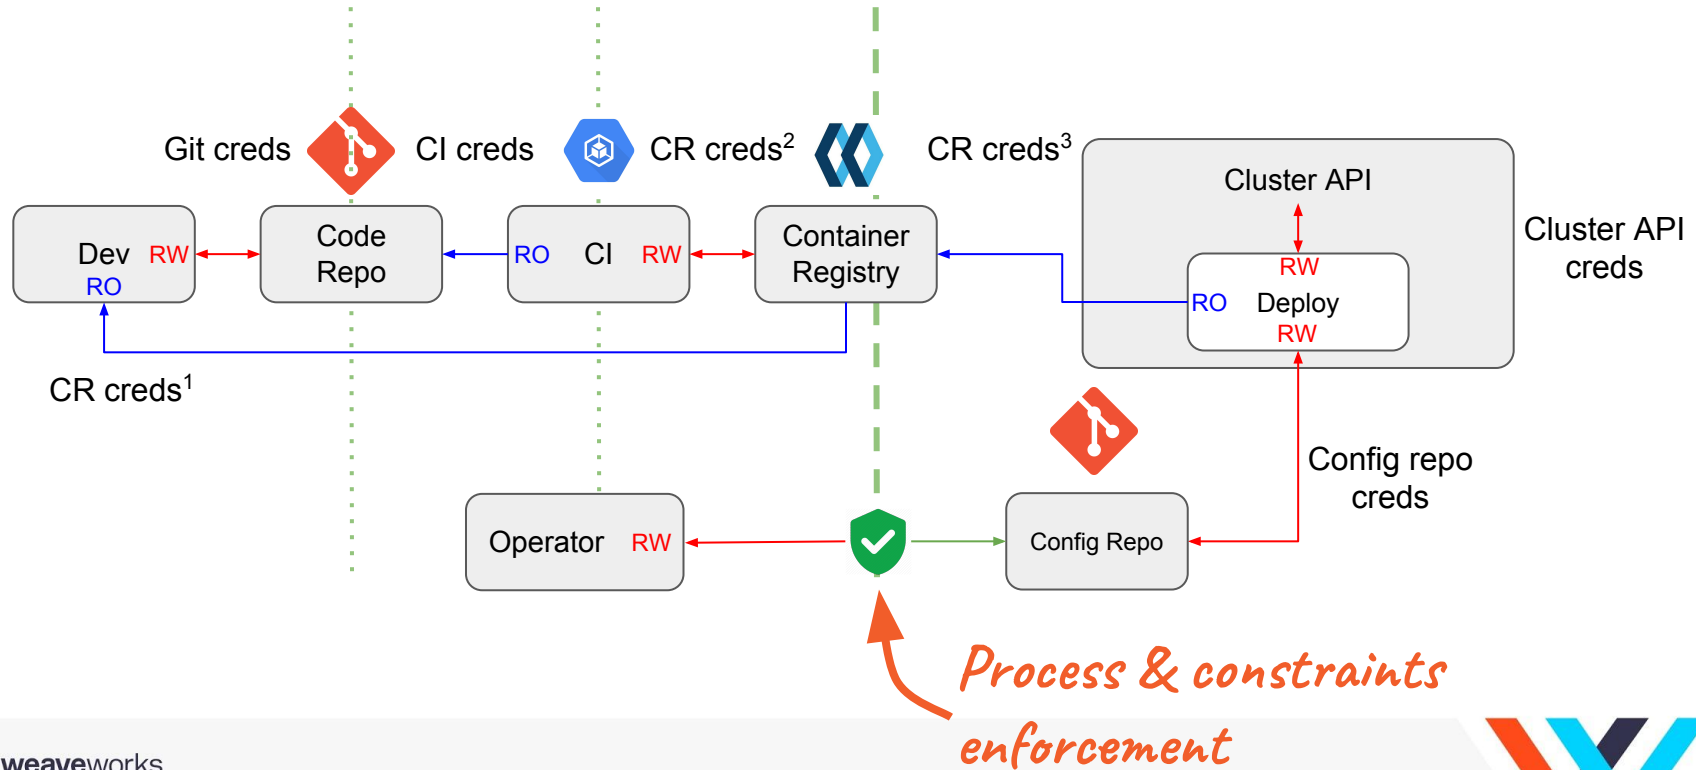 Git creds
CI creds
CR creds²
CR creds³
Cluster API
Cluster API
creds
Dev
RW
RO
Code
Repo
RO
CI
RW
Container
Registry
RW
RO
Deploy
RW
CR creds¹
Config repo
creds
Operator
RW
Config Repo
Process & constraints
enforcement
weaveworks